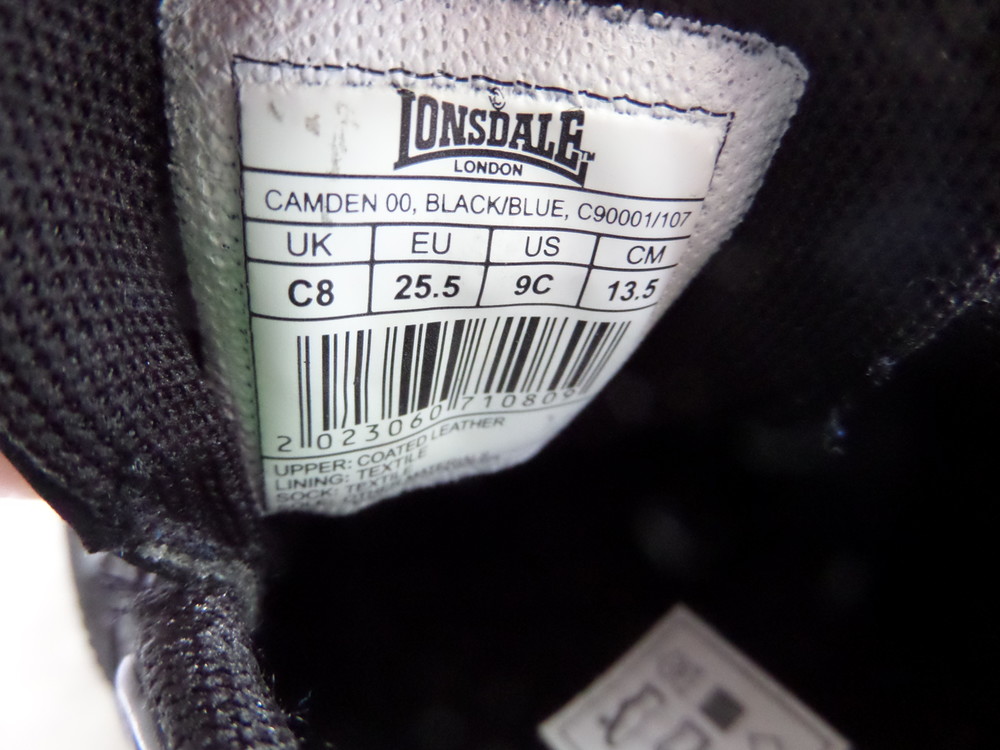 LONSDALE
LONDON
CAMDEN 00, BLACK/BLUE, C90001/107
UK EU US CM
C8 25.5 9C 13.5
2 023060 710809
UPPER: COATED LEATHER
LINING: TEXTILE
SOCK: TEXTILE